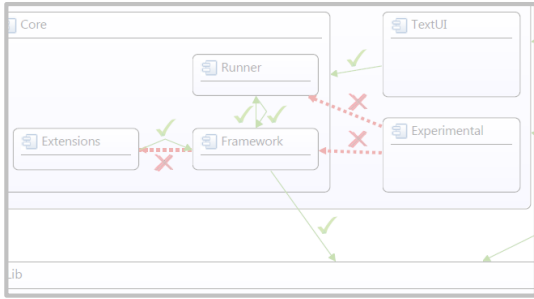 Core
TextUI
Runner
Extensions
Framework
Experimental
Lib